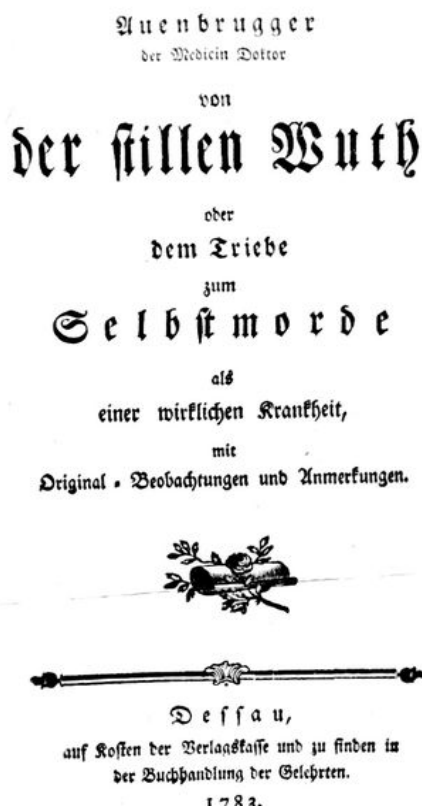 Auenbrugger
der Medicin Doktor
von
der ſtillen Wuth
oder
dem Triebe
zum
Selbſtmorde
als
einer wirklichen Krankheit,
mit
Original-Beobachtungen und Anmerkungen.
Deſſau,
auf Koſten der Verlagskaſſe und zu finden in
der Buchhandlung der Gelehrten.
1783.